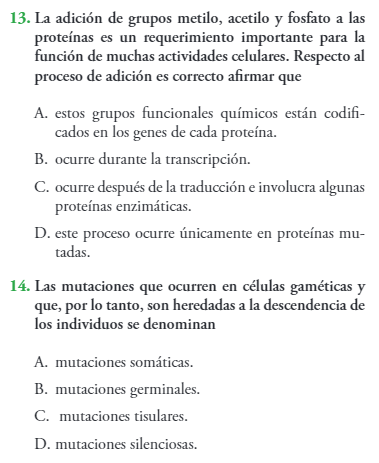 13. La adición de grupos metilo, acetilo y fosfato a las
proteínas es un requerimiento importante para la
función de muchas actividades celulares. Respecto al
proceso de adición es correcto afirmar que
A. estos grupos funcionales químicos están codifi-
cados en los genes de cada proteína.
B. ocurre durante la transcripción.
C. ocurre después de la traducción e involucra algunas
proteínas enzimáticas.
D. este proceso ocurre únicamente en proteínas mu-
tadas.
14. Las mutaciones que ocurren en células gaméticas y
que, por lo tanto, son heredadas a la descendencia de
los individuos se denominan
A. mutaciones somáticas.
B. mutaciones germinales.
C. mutaciones tisulares.
D. mutaciones silenciosas.